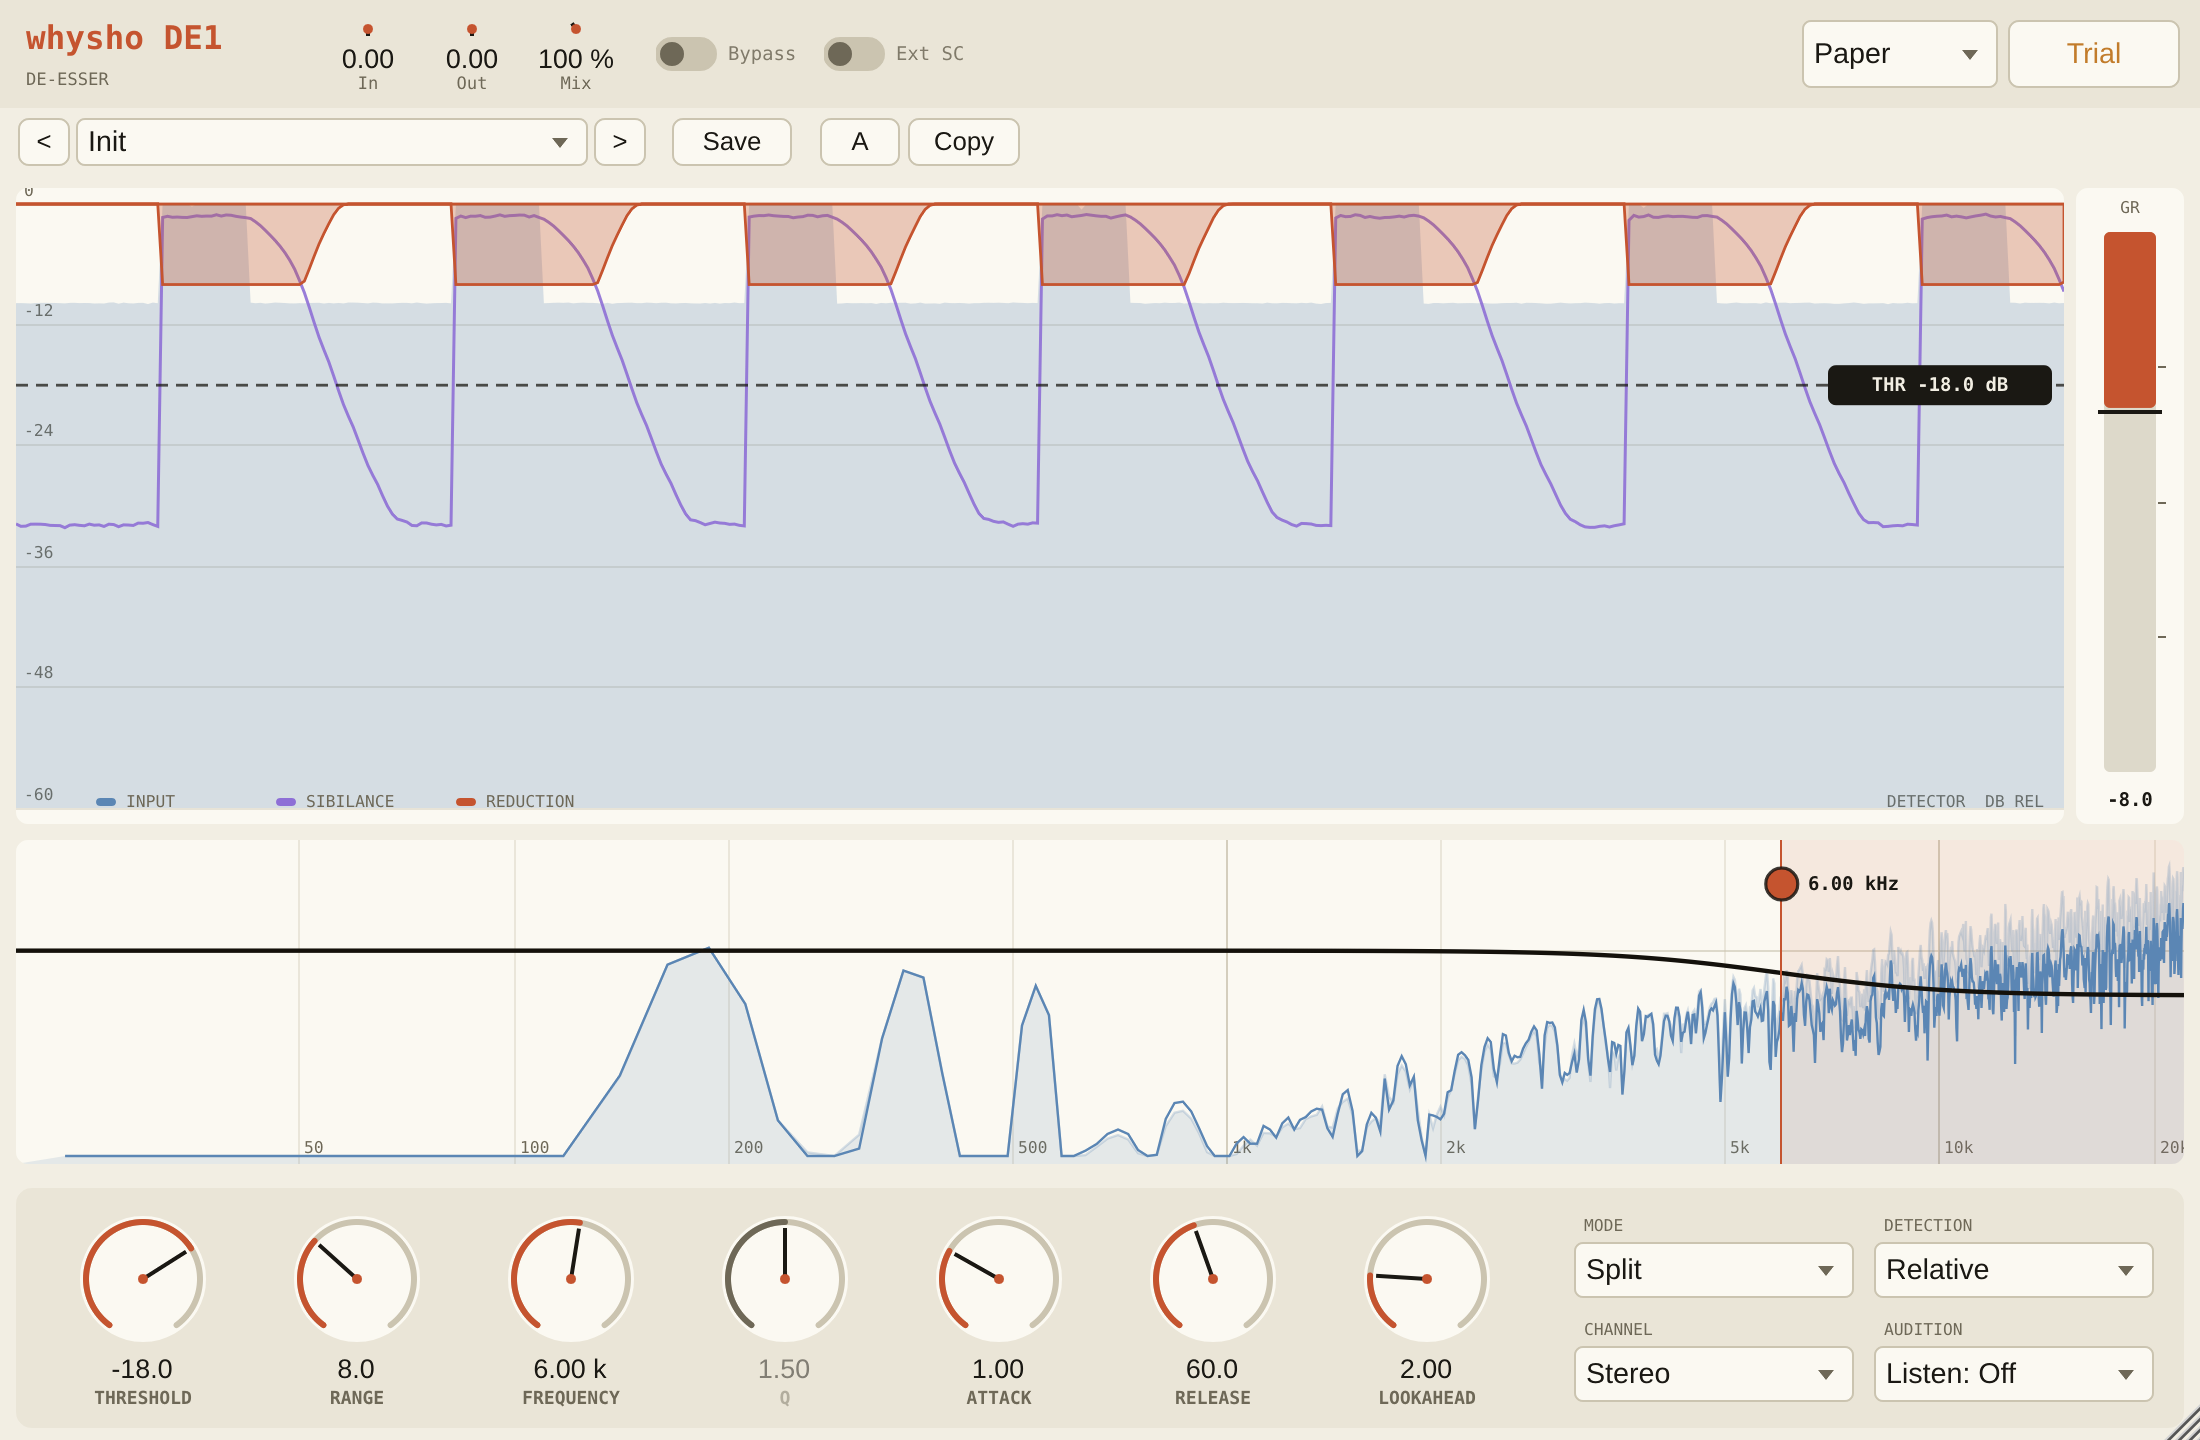 whysho DE1
DE-ESSER
0.00
In
0.00
Out
100 %
Mix
Bypass
Ext SC
Paper
Trial
<
Init
>
Save
A
Copy
0
-12
-24
-36
-48
-60
THR -18.0 dB
INPUT
SIBILANCE
REDUCTION
DETECTOR DB REL
GR
-8.0
6.00 kHz
50
100
200
500
1k
2k
5k
10k
20k
-18.0
THRESHOLD
8.0
RANGE
6.00 k
FREQUENCY
1.50
Q
1.00
ATTACK
60.0
RELEASE
2.00
LOOKAHEAD
MODE
Split
DETECTION
Relative
CHANNEL
Stereo
AUDITION
Listen: Off